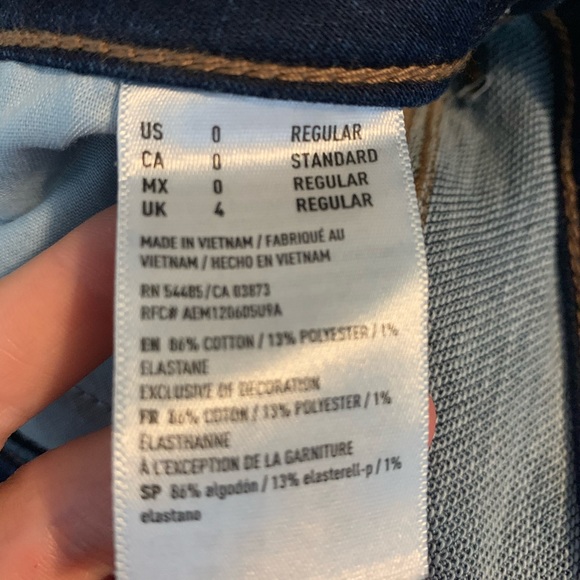 US 0 REGULAR
CA 0 STANDARD
MX 0 REGULAR
UK 4 REGULAR
MADE IN VIETNAM / FABRIQUÉ AU
VIETNAM / HECHO EN VIETNAM
RN 54485/CA 03873
RFC# AEM120605U9A
EN 86% COTTON / 13% POLYESTER / 1%
ELASTANE
EXCLUSIVE OF DECORATION
FR 86% COTON / 13% POLYESTER / 1%
ÉLASTHANNE
À L'EXCEPTION DE LA GARNITURE
SP 86% algodón / 13% elasterell-p / 1%
elastano